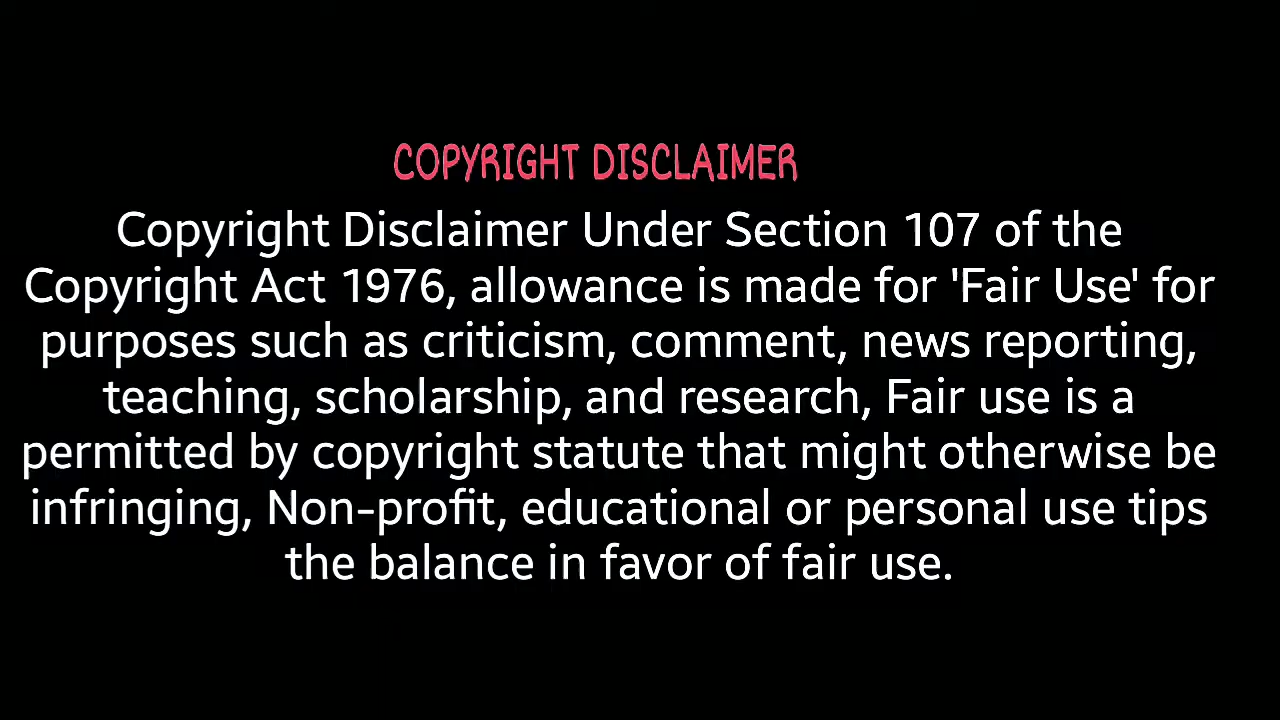 COPYRIGHT DISCLAIMER
Copyright Disclaimer Under Section 107 of the
Copyright Act 1976, allowance is made for 'Fair Use' for
purposes such as criticism, comment, news reporting,
teaching, scholarship, and research, Fair use is a
permitted by copyright statute that might otherwise be
infringing, Non-profit, educational or personal use tips
the balance in favor of fair use.